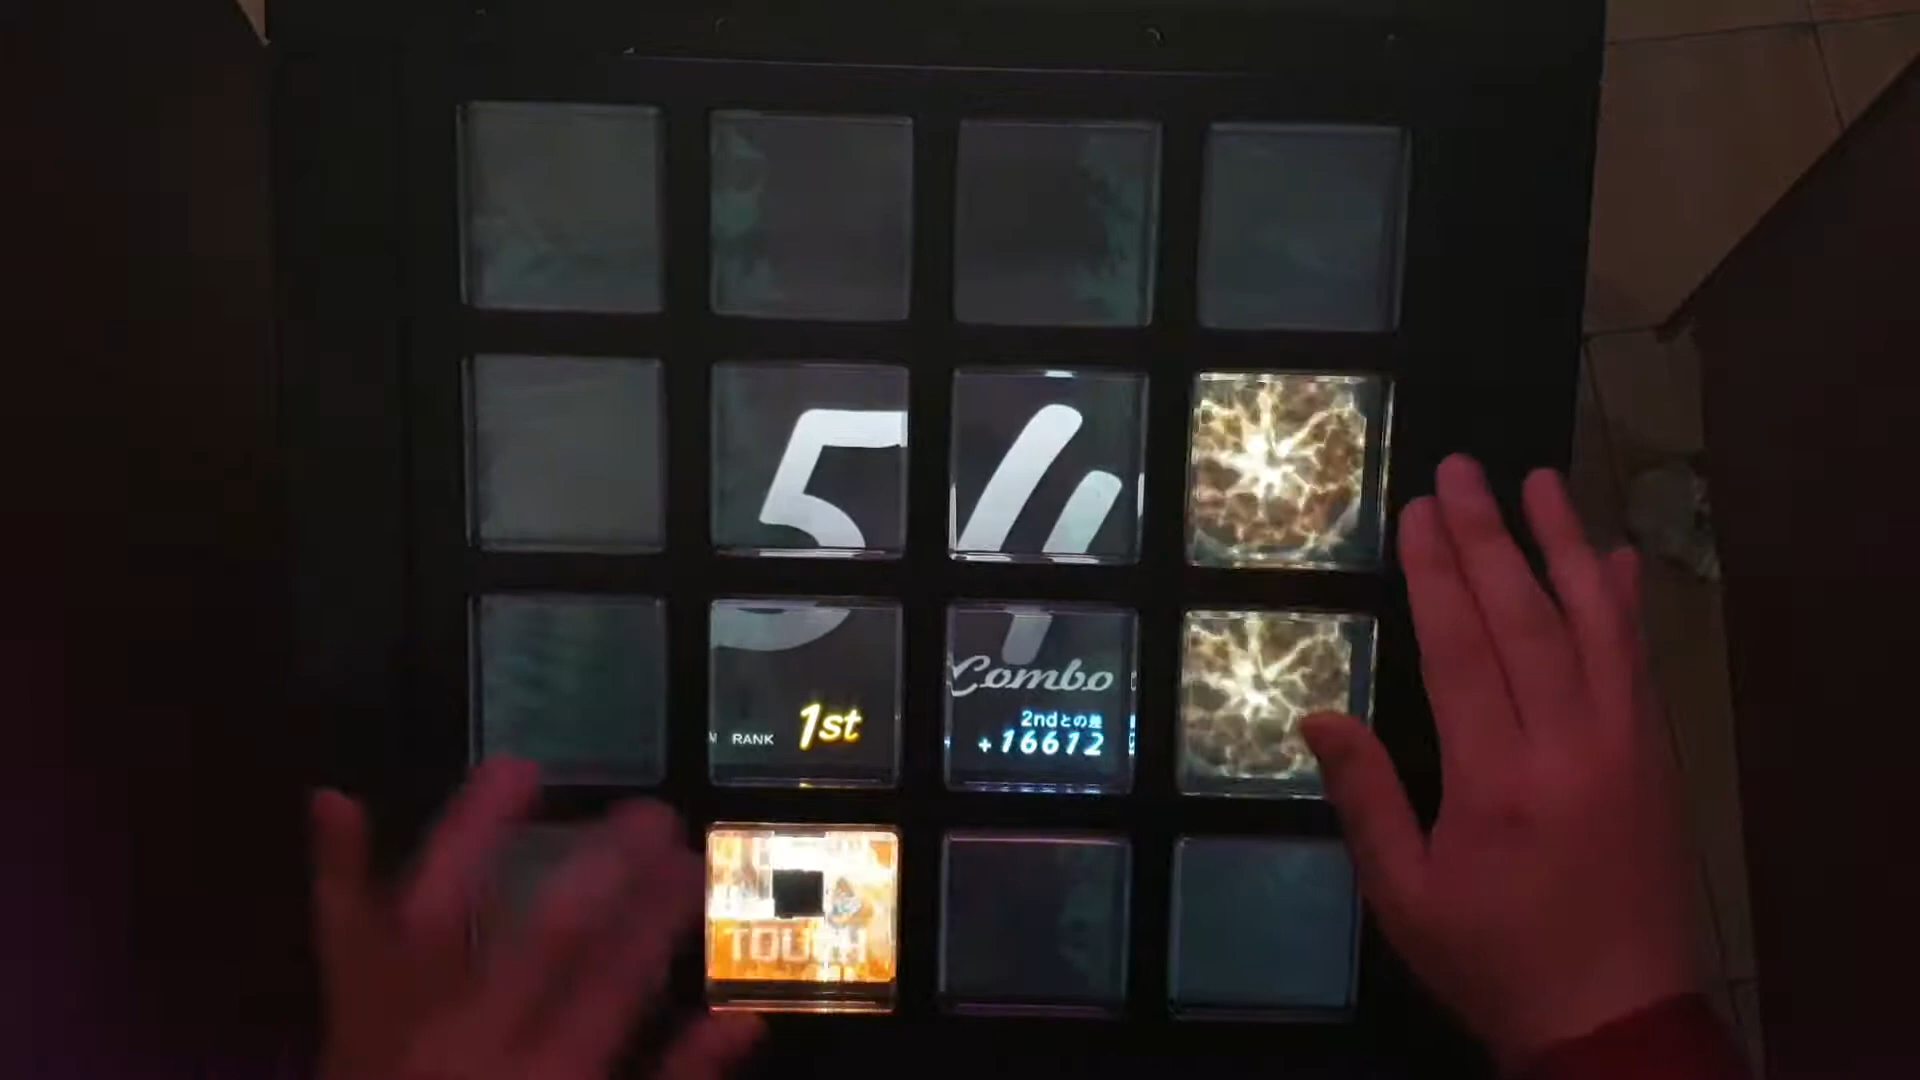 54
Combo
RANK 1st
2ndとの差
+16612
TOUCH